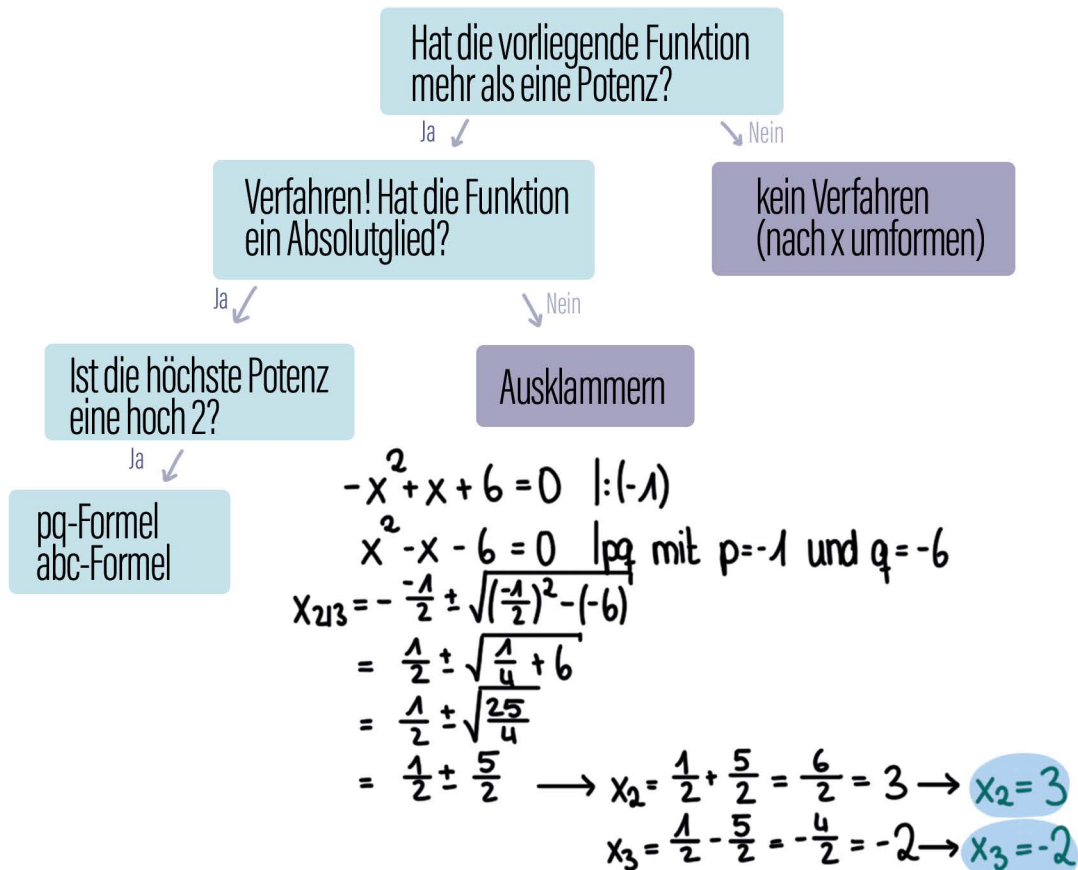 Hat die vorliegende Funktion
mehr als eine Potenz?
Ja
Nein
Verfahren! Hat die Funktion
ein Absolutglied?
kein Verfahren
(nach x umformen)
Ja
Nein
Ist die höchste Potenz
eine hoch 2?
Ausklammern
Ja
pq-Formel
abc-Formel
-x²+x+6=0 |:(-1)
x²-x-6=0 |pq mit p=-1 und q=-6
x₂|₃ = - -1/2 ± √((-1/2)²-(-6))
= 1/2 ± √(1/4 + 6)
= 1/2 ± √(25/4)
= 1/2 ± 5/2 → x₂ = 1/2 + 5/2 = 6/2 = 3 → x₂ = 3
x₃ = 1/2 - 5/2 = -4/2 = -2 → x₃ = -2